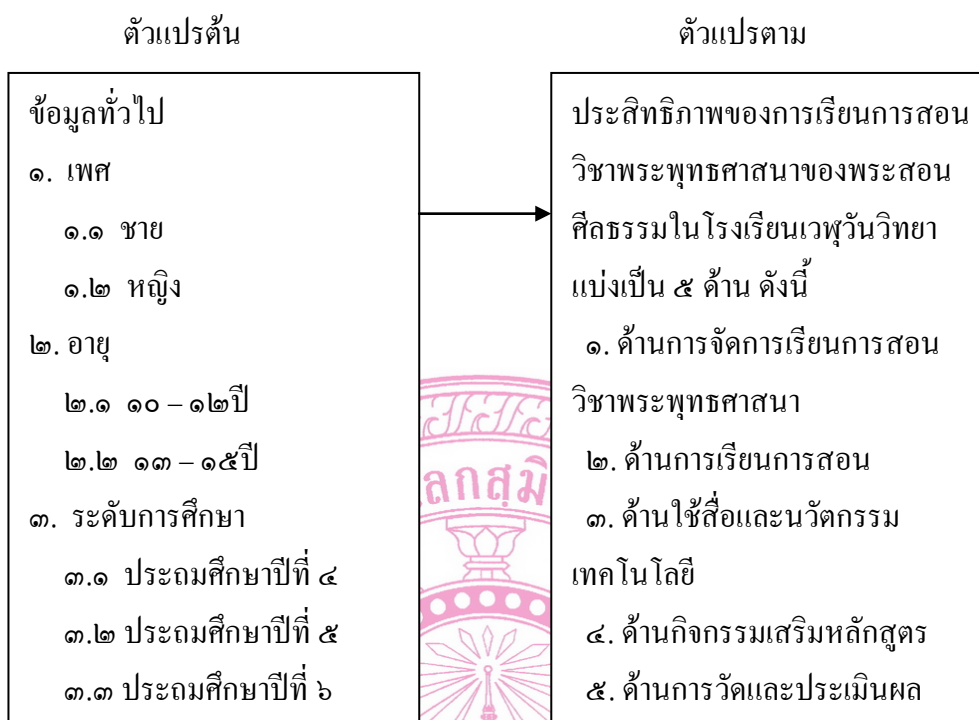 ตัวแปรต้น
ข้อมูลทั่วไป
๑. เพศ
๑.๑ ชาย
๑.๒ หญิง
๒. อายุ
๒.๑ ๑๐ – ๑๒ปี
๒.๒ ๑๓ – ๑๕ปี
๓. ระดับการศึกษา
๓.๑ ประถมศึกษาปีที่ ๔
๓.๒ ประถมศึกษาปีที่ ๕
๓.๓ ประถมศึกษาปีที่ ๖
ตัวแปรตาม
ประสิทธิภาพของการเรียนการสอน
วิชาพระพุทธศาสนาของพระสอน
ศีลธรรมในโรงเรียนเวฬุวันวิทยา
แบ่งเป็น ๕ ด้าน ดังนี้
๑. ด้านการจัดการเรียนการสอน
วิชาพระพุทธศาสนา
๒. ด้านการเรียนการสอน
๓. ด้านใช้สื่อและนวัตกรรม
เทคโนโลยี
๔. ด้านกิจกรรมเสริมหลักสูตร
๕. ด้านการวัดและประเมินผล